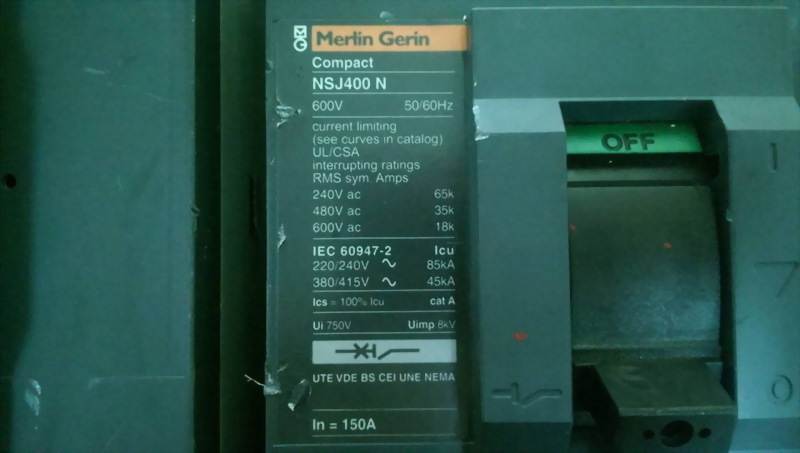 MG Merlin Gerin
Compact
NSJ400 N
600V 50/60Hz
current limiting
(see curves in catalog)
UL/CSA
interrupting ratings
RMS sym. Amps
240V ac 65k
480V ac 35k
600V ac 18k
IEC 60947-2 Icu
220/240V ~ 85kA
380/415V ~ 45kA
Ics = 100% Icu cat A
Ui 750V Uimp 8kV
UTE VDE BS CEI UNE NEMA
In = 150A
OFF
I
O